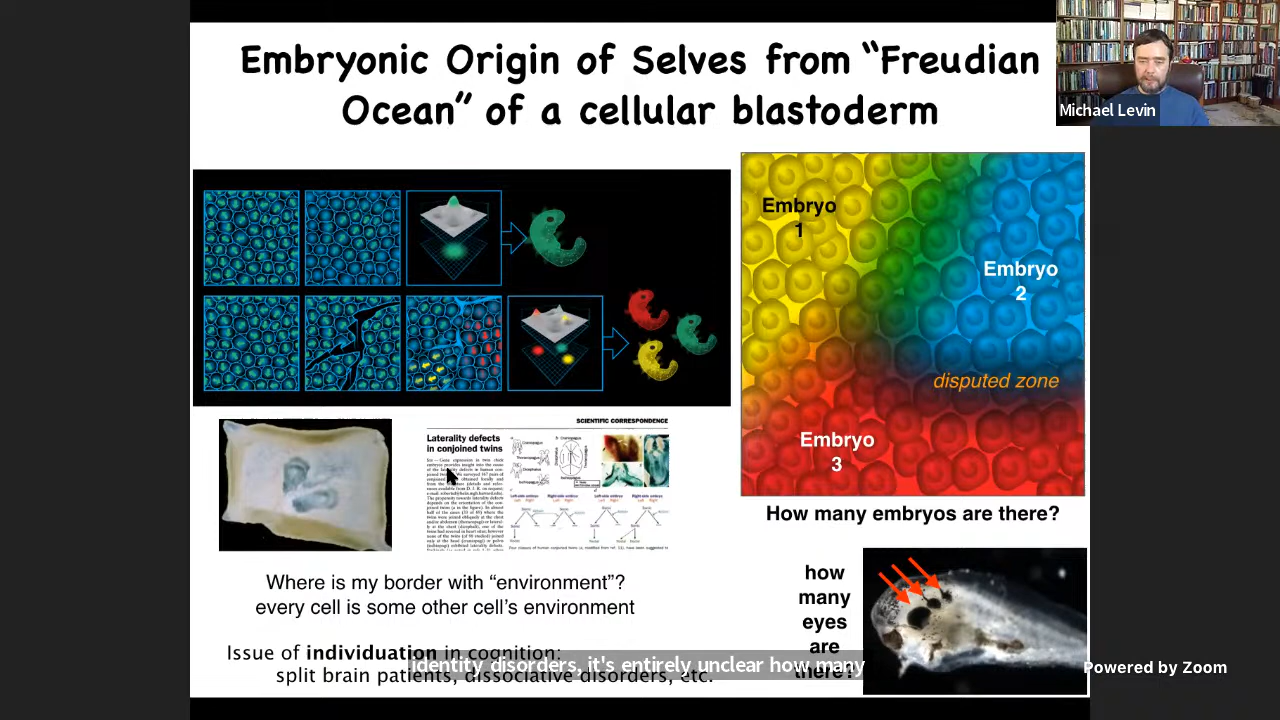 Embryonic Origin of Selves from “Freudian
Ocean” of a cellular blastoderm
Michael Levin
Embryo
1
Embryo
2
disputed zone
Embryo
3
How many embryos are there?
SCIENTIFIC CORRESPONDENCE
Laterality defects
in conjoined twins
Where is my border with “environment”?
every cell is some other cell’s environment
how
many
eyes
are
there?
Issue of individuation in cognition:
split brain patients, dissociative disorders, etc.
identity disorders, it's entirely unclear how many
Powered by Zoom